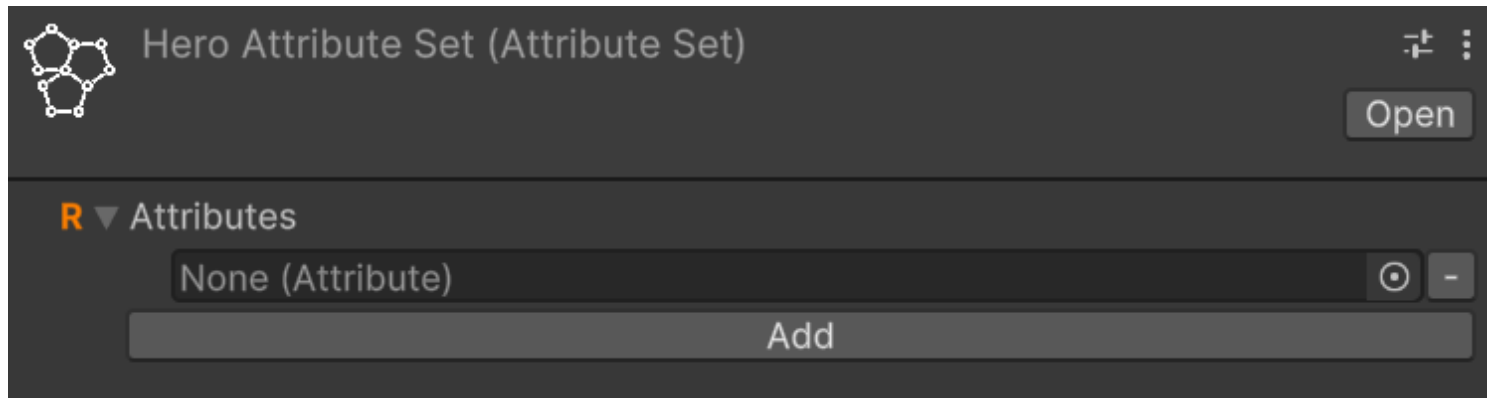 Hero Attribute Set (Attribute Set)
Open
R Attributes
None (Attribute)
-
Add